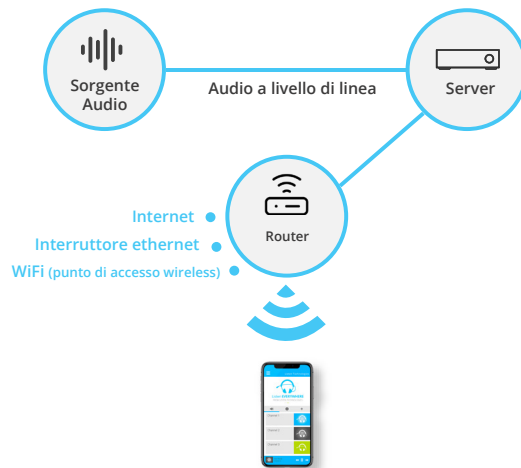 Sorgente
Audio
Audio a livello di linea
Server
Router
Internet
Interruttore ethernet
WiFi (punto di accesso wireless)